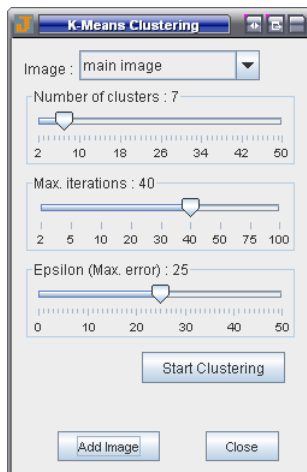 K-Means Clustering
Image : main image
Number of clusters : 7
2 10 18 26 34 42 50
Max. iterations : 40
2 5 10 20 30 40 50 75 100
Epsilon (Max. error) : 25
0 10 20 30 40 50
Start Clustering
Add Image Close